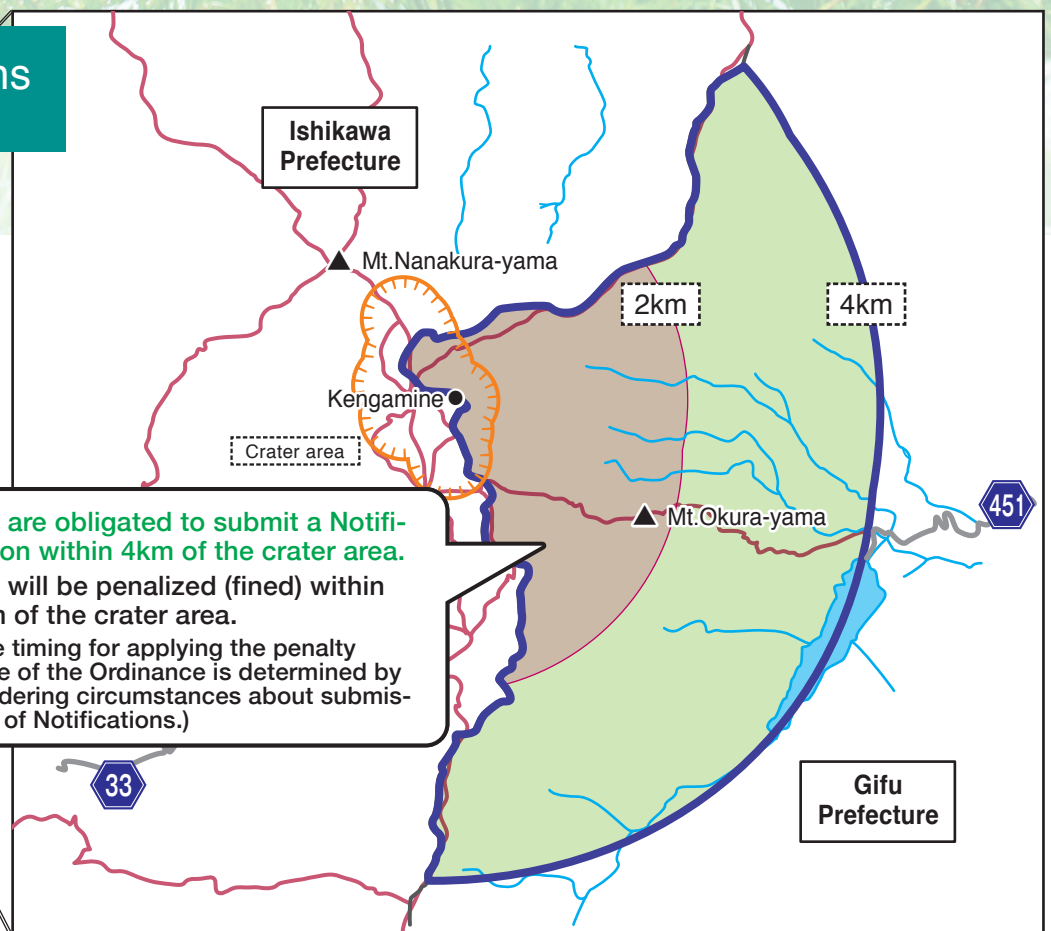 ns
Ishikawa
Prefecture
Mt.Nanakura-yama
2km
4km
Kengamine
Crater area
451
Mt.Okura-yama
are obligated to submit a Notifi-
on within 4km of the crater area.
will be penalized (fined) within
m of the crater area.
e timing for applying the penalty
e of the Ordinance is determined by
dering circumstances about submis-
of Notifications.)
33
Gifu
Prefecture